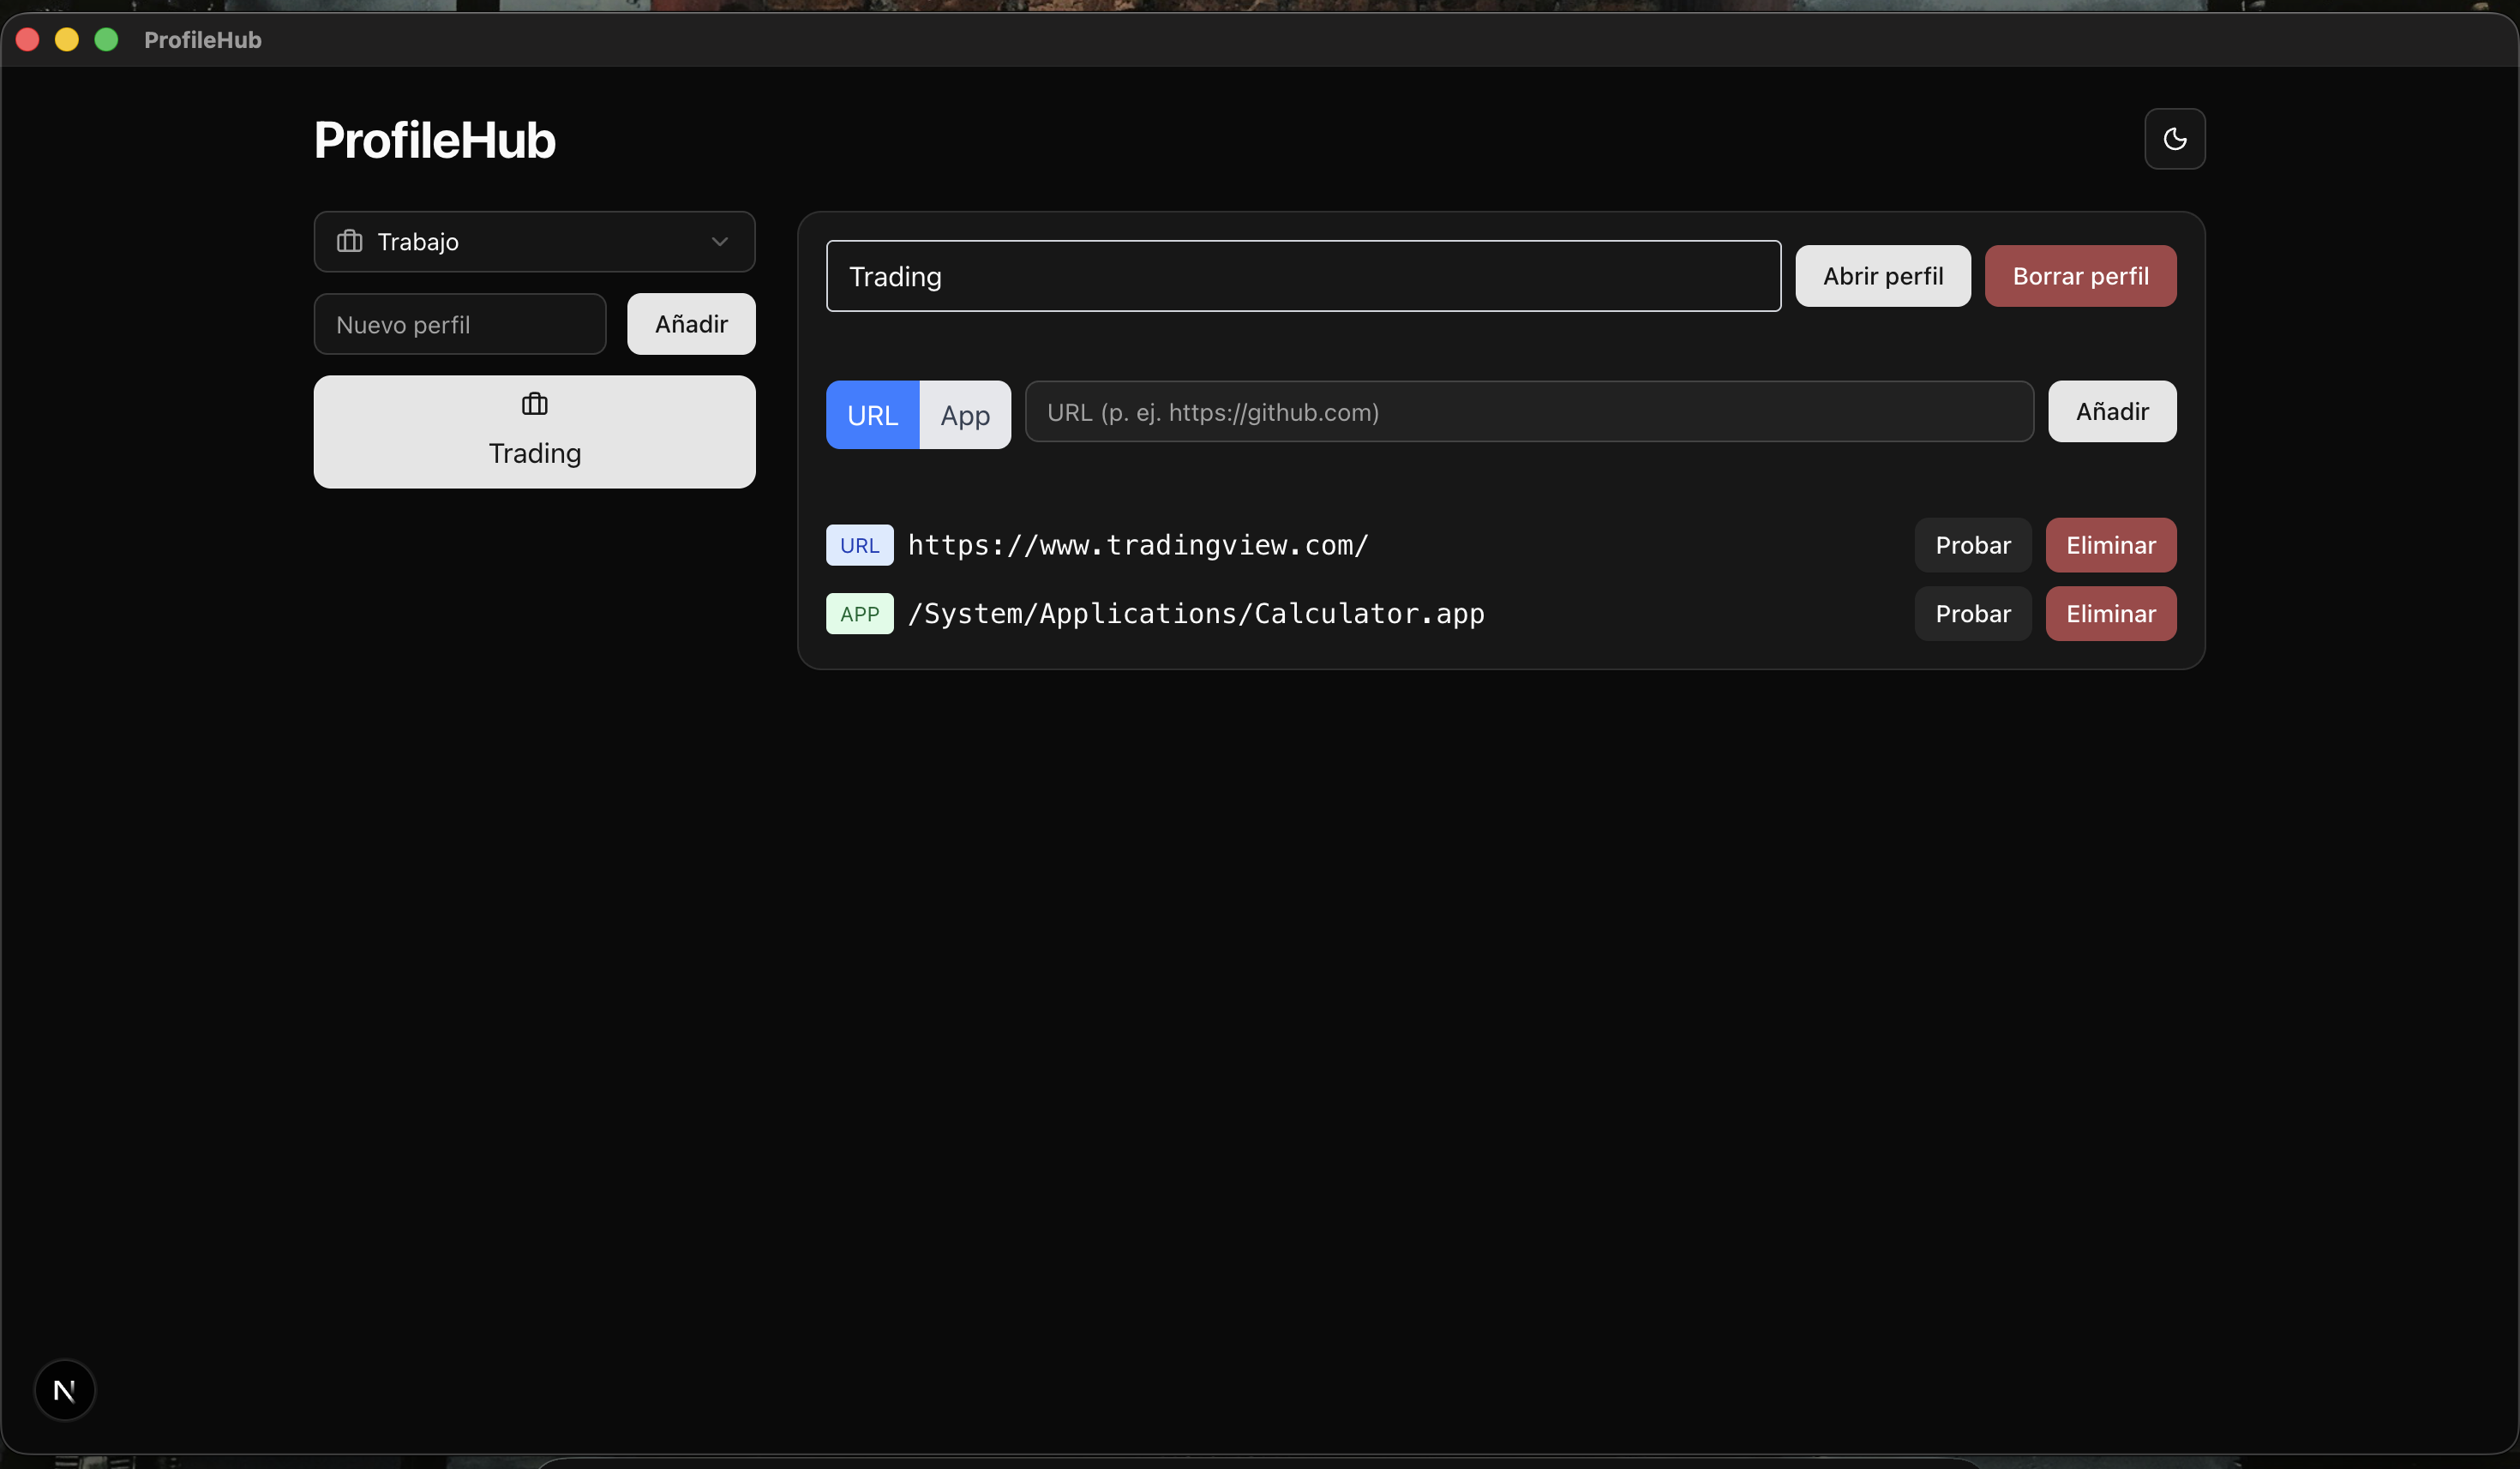 ProfileHub
ProfileHub
Trabajo
Nuevo perfil
Añadir
Trading
Trading
Abrir perfil
Borrar perfil
URL
App
URL (p. ej. https://github.com)
Añadir
URL
https://www.tradingview.com/
Probar
Eliminar
APP
/System/Applications/Calculator.app
Probar
Eliminar
N